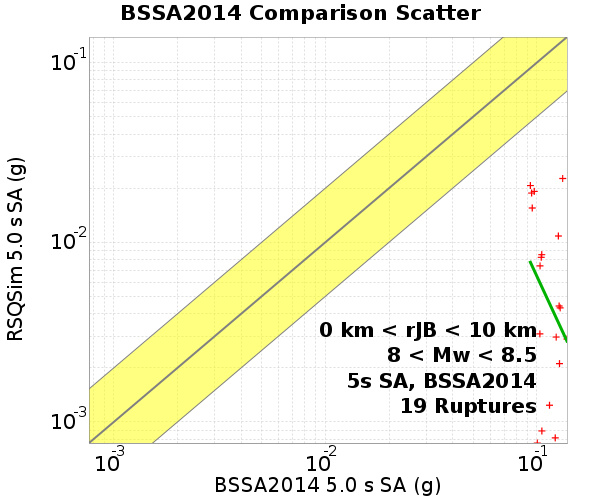 BSSA2014 Comparison Scatter
RSQSim 5.0 s SA (g)
10-1
10-2
10-3
0 km < rJB < 10 km
8 < Mw < 8.5
5s SA, BSSA2014
19 Ruptures
10-3 10-2 10-1
BSSA2014 5.0 s SA (g)